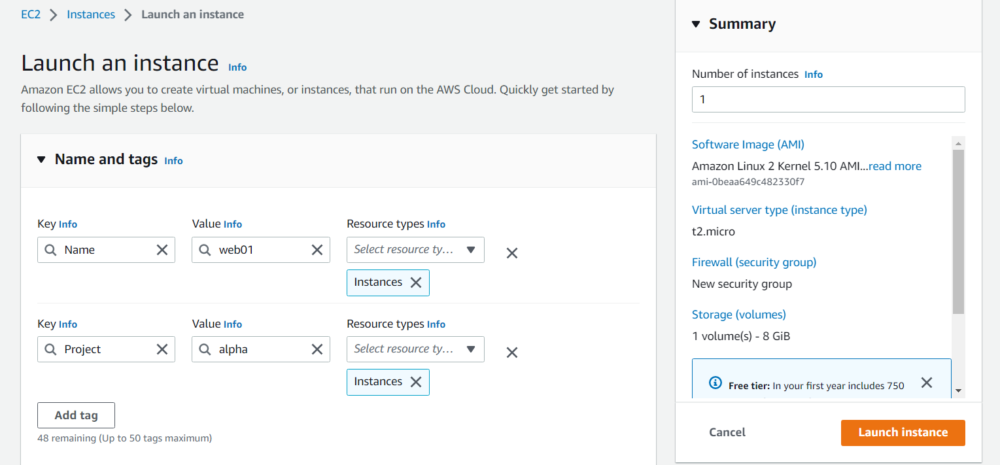 EC2 > Instances > Launch an instance
Launch an instance Info
Amazon EC2 allows you to create virtual machines, or instances, that run on the AWS Cloud. Quickly get started by
following the simple steps below.
Name and tags Info
Key Info Value Info Resource types Info
Name web01 Select resource ty...
Instances
Key Info Value Info Resource types Info
Project alpha Select resource ty...
Instances
Add tag
48 remaining (Up to 50 tags maximum)
Summary
Number of instances Info
1
Software Image (AMI)
Amazon Linux 2 Kernel 5.10 AMI...read more
ami-0beaa649c482330f7
Virtual server type (instance type)
t2.micro
Firewall (security group)
New security group
Storage (volumes)
1 volume(s) - 8 GiB
Free tier: In your first year includes 750
Cancel Launch instance